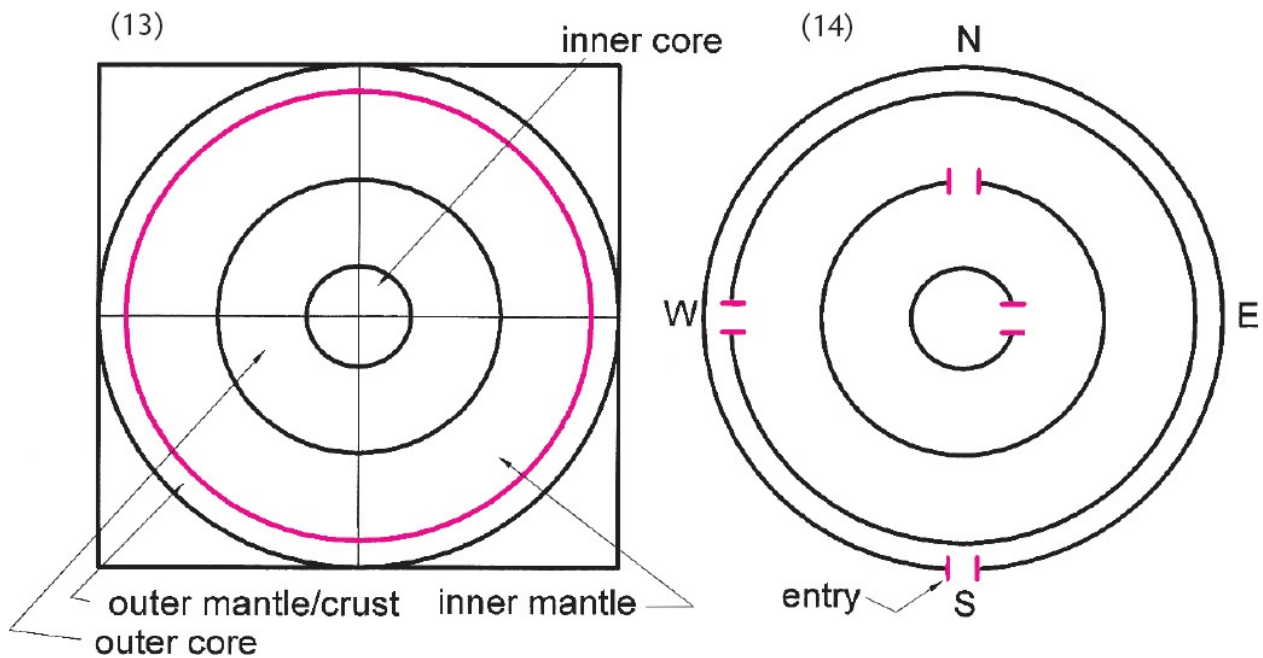 (13)
inner core
outer mantle/crust
inner mantle
outer core
(14)
N
W
E
entry
S